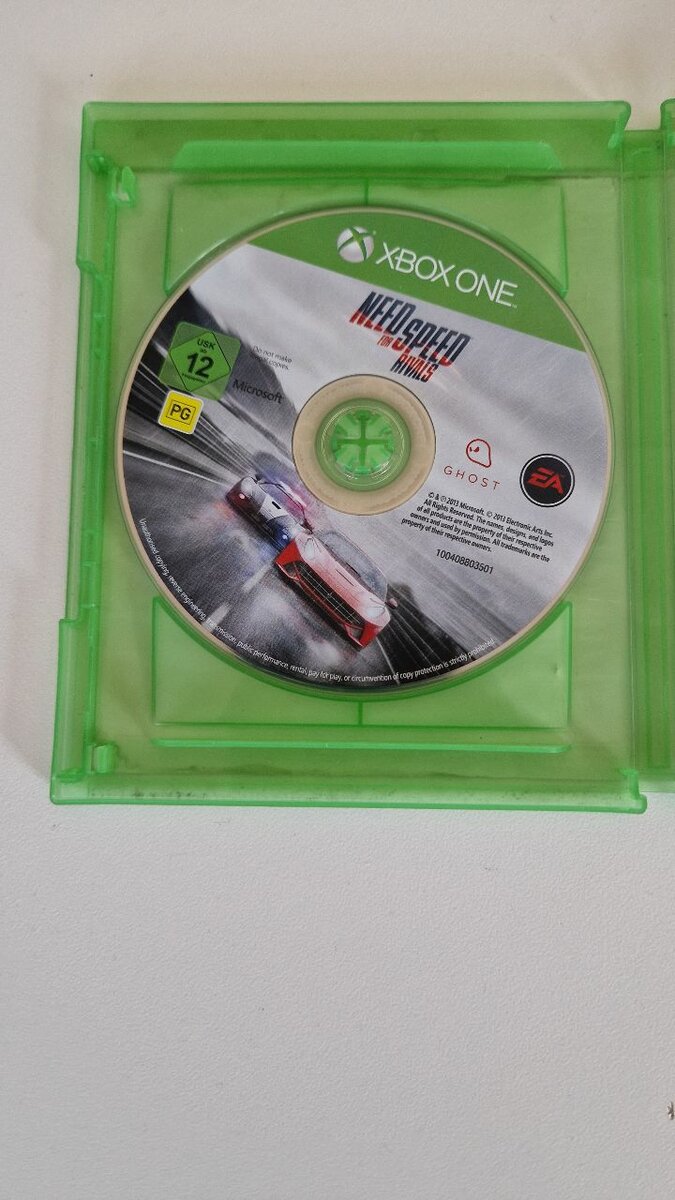 XBOX ONE
NEED
FOR
SPEED
RIVALS
USK
ab
12
Do not make
copies.
Microsoft
PG
GHOST
EA
© & ℗ 2013 Microsoft. © 2013 Electronic Arts Inc.
All Rights Reserved. The names, designs, and logos
of all products are the property of their respective
owners and used by permission. All trademarks are the
property of their respective owners.
100408803501
Unauthorised copying, reverse engineering, transmission, public performance, rental, pay for play, or circumvention of copy protection is strictly prohibited.